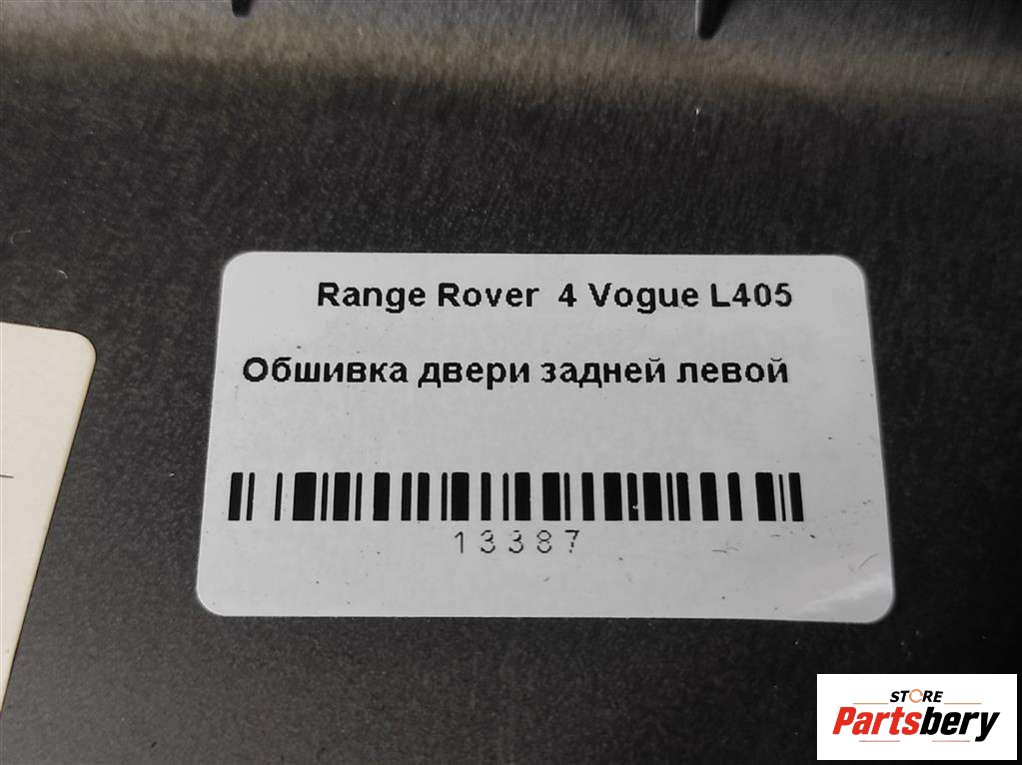 Range Rover 4 Vogue L405
Обшивка двери задней левой
13387
STORE
Partsbery